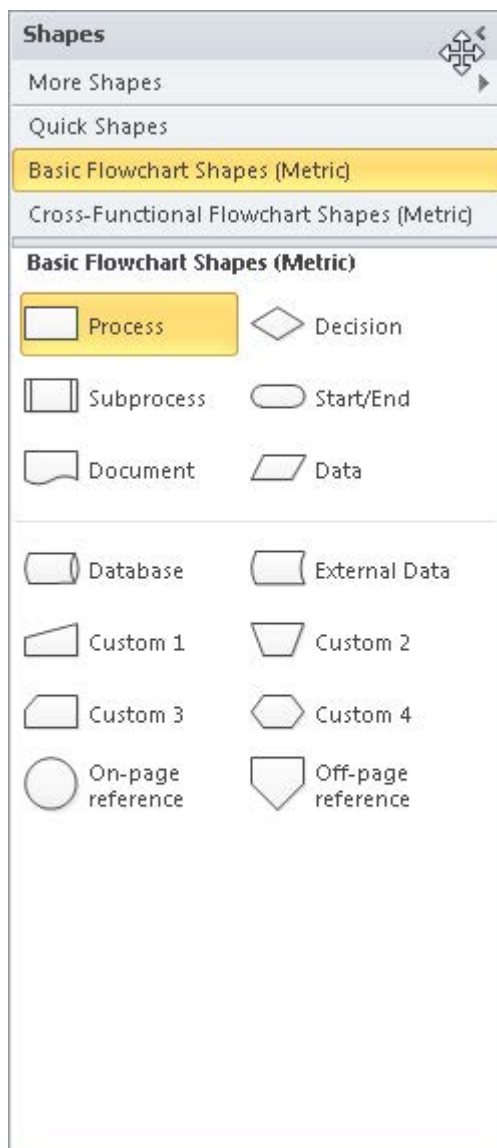 Shapes
More Shapes
Quick Shapes
Basic Flowchart Shapes (Metric)
Cross-Functional Flowchart Shapes (Metric)
Basic Flowchart Shapes (Metric)
Process
Decision
Subprocess
Start/End
Document
Data
Database
External Data
Custom 1
Custom 2
Custom 3
Custom 4
On-page
reference
Off-page
reference